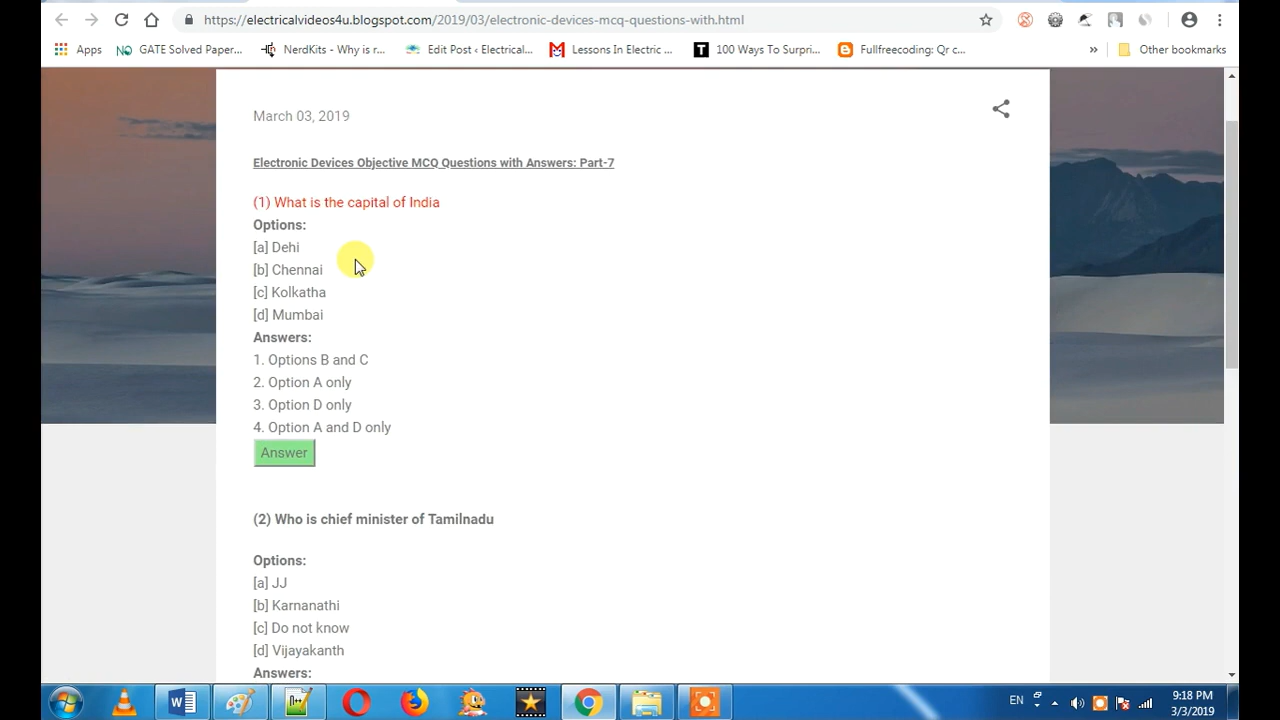 https://electricalvideos4u.blogspot.com/2019/03/electronic-devices-mcq-questions-with.html
Apps GATE Solved Paper... NerdKits - Why is r... Edit Post ‹ Electrical... Lessons In Electric ... 100 Ways To Surpri... Fullfreecoding: Qr c... » Other bookmarks
March 03, 2019
Electronic Devices Objective MCQ Questions with Answers: Part-7
(1) What is the capital of India
Options:
[a] Dehi
[b] Chennai
[c] Kolkatha
[d] Mumbai
Answers:
1. Options B and C
2. Option A only
3. Option D only
4. Option A and D only
Answer
(2) Who is chief minister of Tamilnadu
Options:
[a] JJ
[b] Karnanathi
[c] Do not know
[d] Vijayakanth
Answers:
EN 9:18 PM
3/3/2019